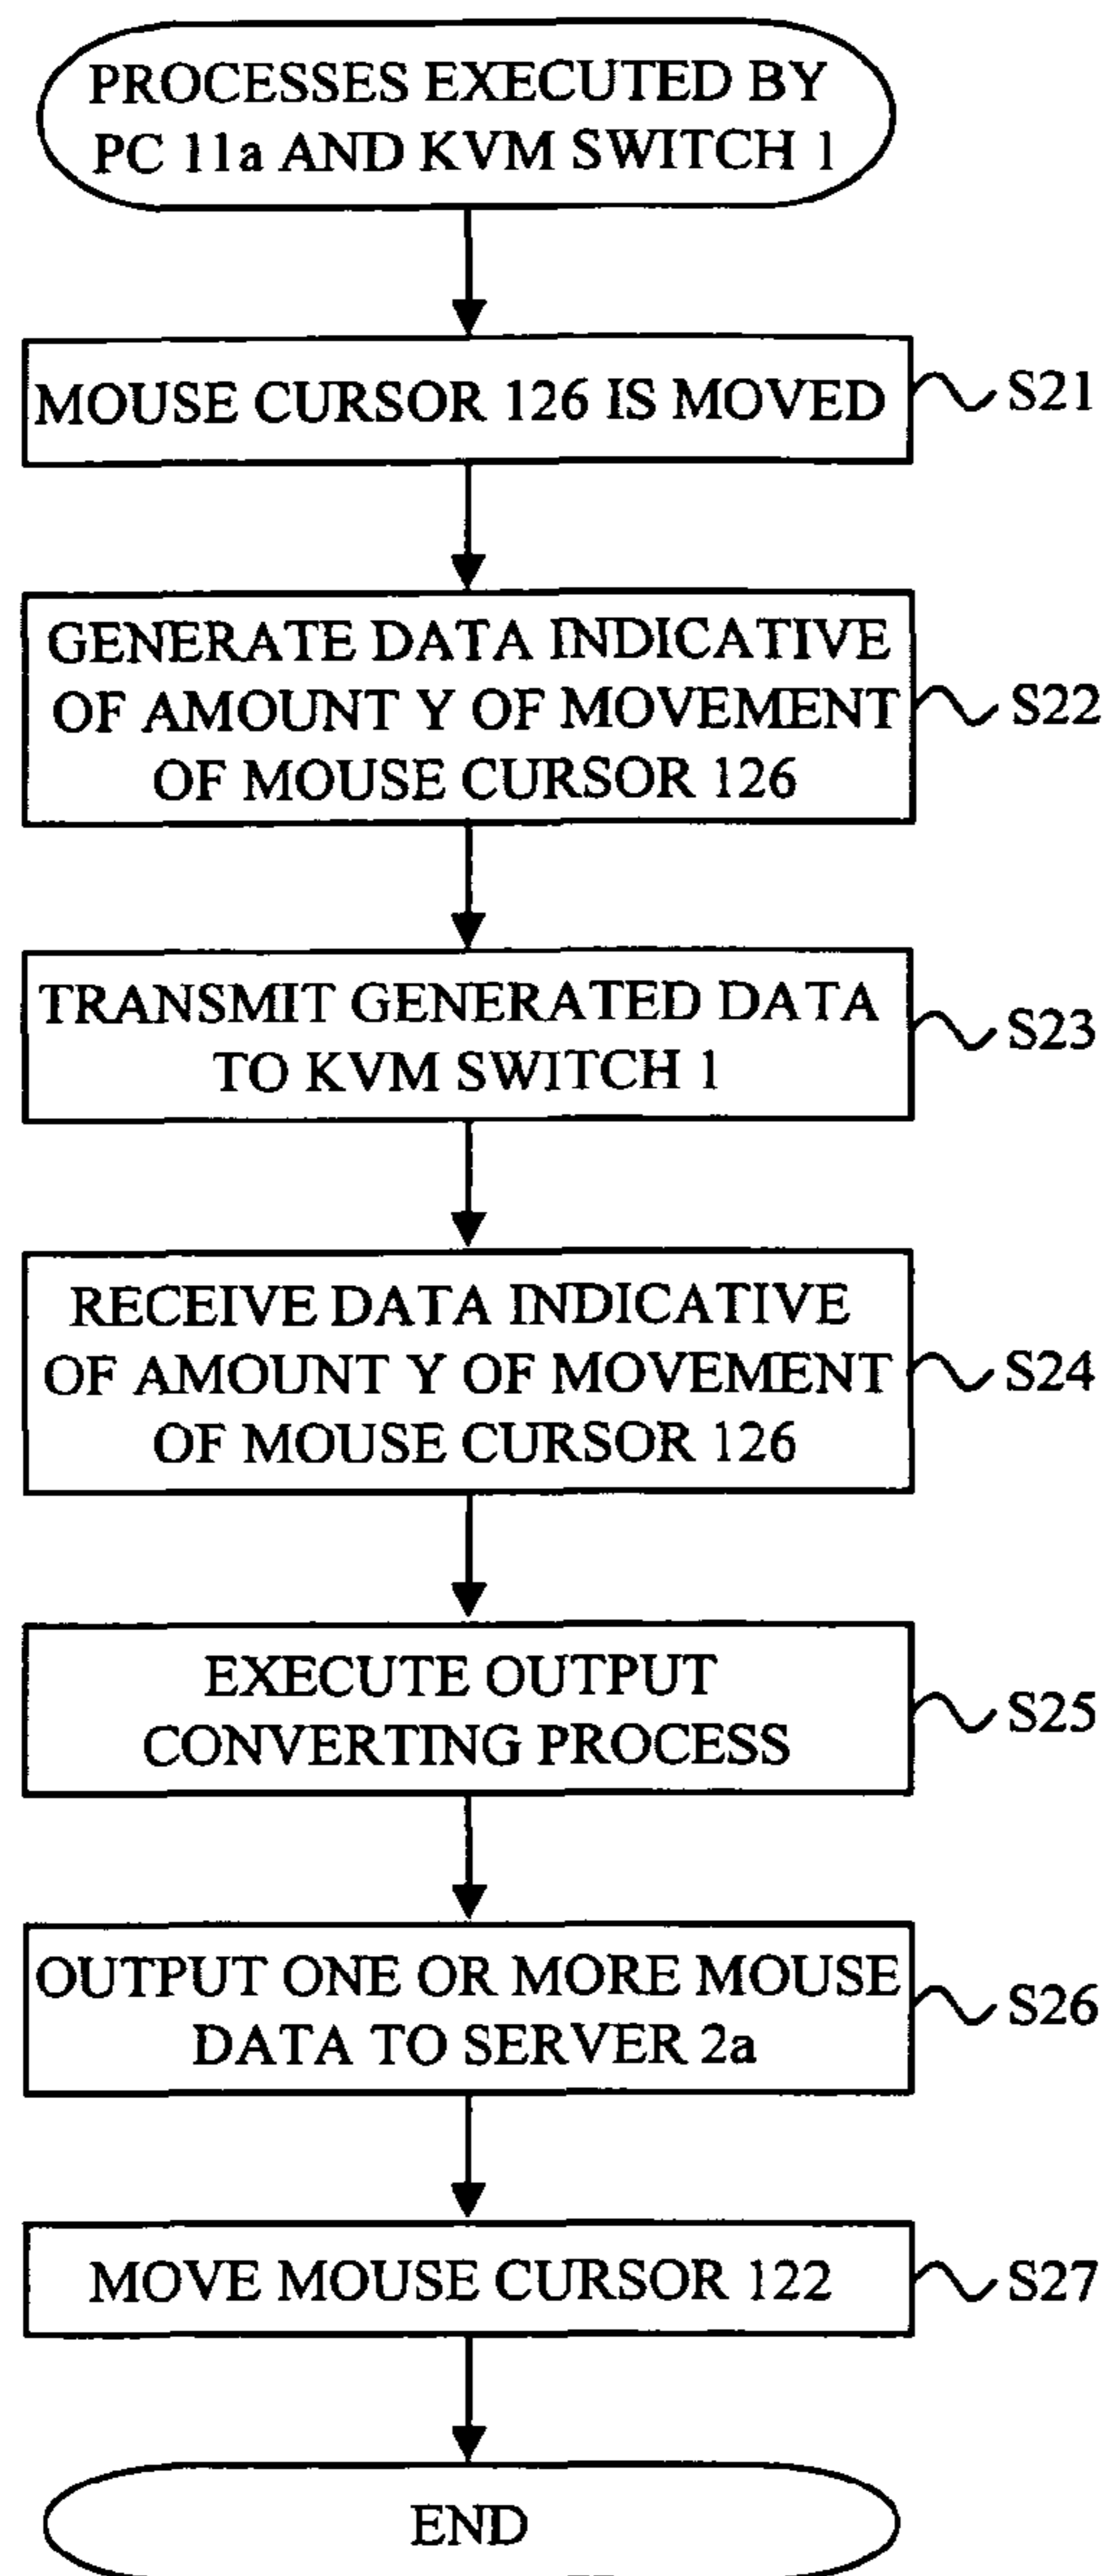 PROCESSES EXECUTED BY
PC 11a AND KVM SWITCH 1
MOUSE CURSOR 126 IS MOVED
S21
GENERATE DATA INDICATIVE
OF AMOUNT Y OF MOVEMENT
OF MOUSE CURSOR 126
S22
TRANSMIT GENERATED DATA
TO KVM SWITCH 1
S23
RECEIVE DATA INDICATIVE
OF AMOUNT Y OF MOVEMENT
OF MOUSE CURSOR 126
S24
EXECUTE OUTPUT
CONVERTING PROCESS
S25
OUTPUT ONE OR MORE MOUSE
DATA TO SERVER 2a
S26
MOVE MOUSE CURSOR 122
S27
END